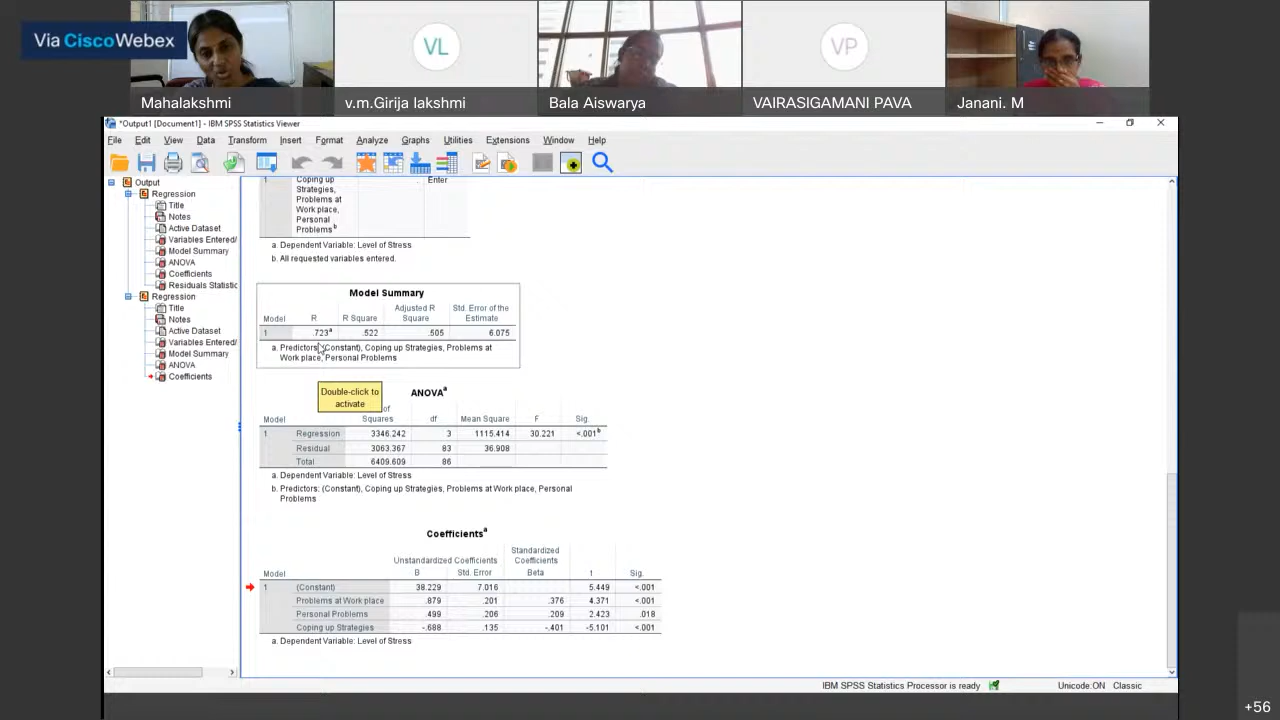 Via Cisco Webex
VL
VP
Mahalakshmi
v.m.Girija lakshmi
Bala Aiswarya
VAIRASIGAMANI PAVA
Janani. M
*Output1 [Document1] - IBM SPSS Statistics Viewer
File Edit View Data Transform Insert Format Analyze Graphs Utilities Extensions Window Help
Output
Regression
Title
Notes
Active Dataset
Variables Entered/
Model Summary
ANOVA
Coefficients
Residuals Statistic
Regression
Title
Notes
Active Dataset
Variables Entered/
Model Summary
ANOVA
Coefficients
1 Coping up . Enter
Strategies,
Problems at
Work place,
Personal
Problems b
a. Dependent Variable: Level of Stress
b. All requested variables entered.
Model Summary
Model R R Square Adjusted R Square Std. Error of the Estimate
1 .723a .522 .505 6.075
a. Predictors: (Constant), Coping up Strategies, Problems at
Work place, Personal Problems
Double-click to
activate
ANOVAa
Model of Squares df Mean Square F Sig.
1 Regression 3346.242 3 1115.414 30.221 <.001b
Residual 3063.367 83 36.908
Total 6409.609 86
a. Dependent Variable: Level of Stress
b. Predictors: (Constant), Coping up Strategies, Problems at Work place, Personal
Problems
Coefficientsa
Unstandardized Coefficients Standardized Coefficients
Model B Std. Error Beta t Sig.
1 (Constant) 38.229 7.016 5.449 <.001
Problems at Work place .879 .201 .376 4.371 <.001
Personal Problems .499 .206 .209 2.423 .018
Coping up Strategies -.688 .135 -.401 -5.101 <.001
a. Dependent Variable: Level of Stress
IBM SPSS Statistics Processor is ready
Unicode:ON Classic
+56